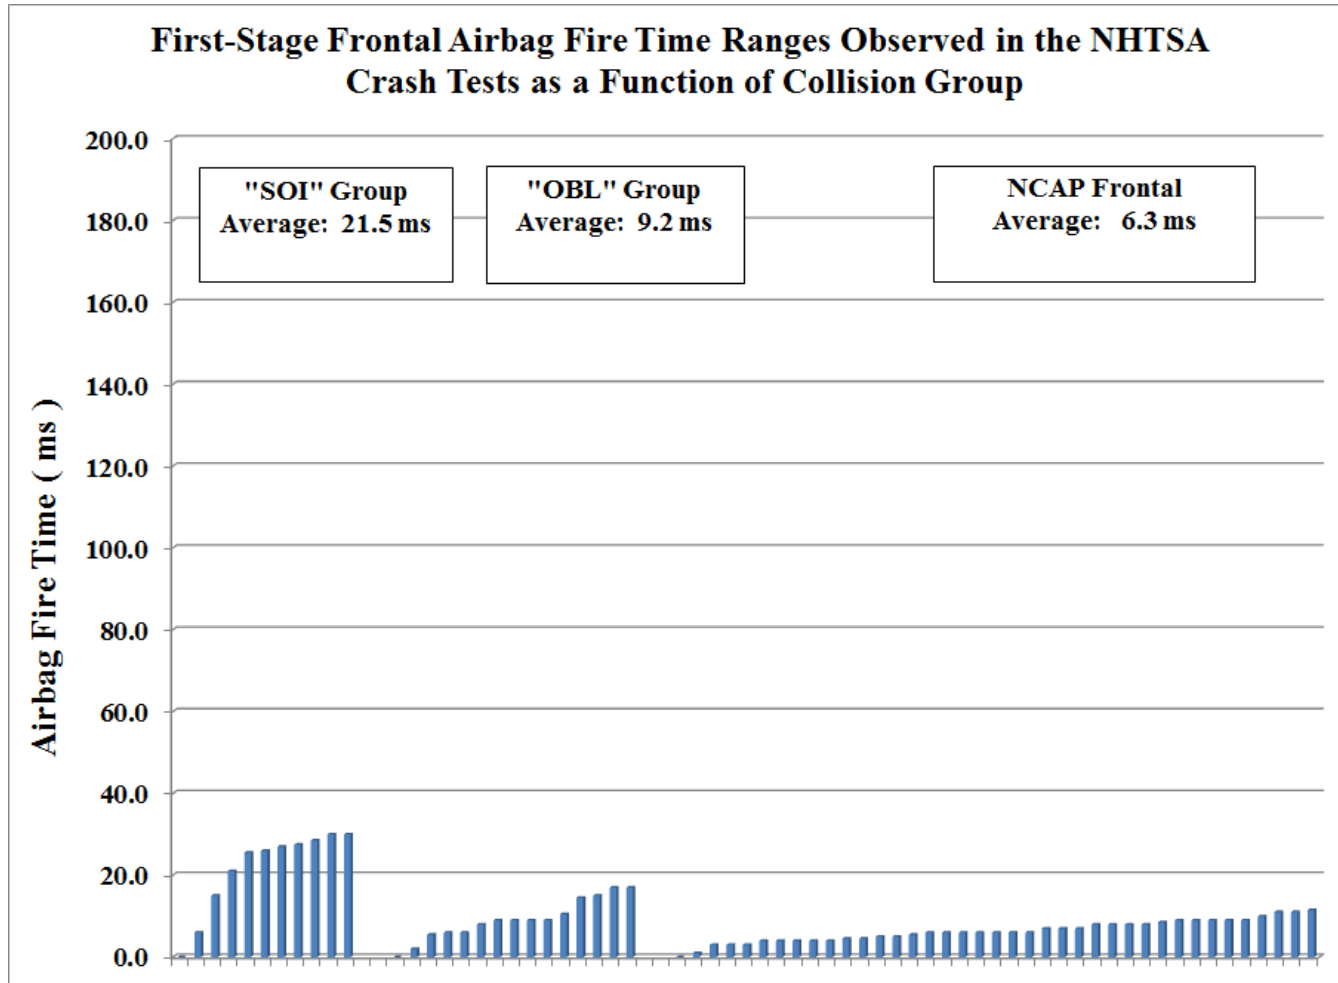 First-Stage Frontal Airbag Fire Time Ranges Observed in the NHTSA
Crash Tests as a Function of Collision Group
200.0
180.0
160.0
140.0
120.0
100.0
80.0
60.0
40.0
20.0
0.0
Airbag Fire Time ( ms )
"SOI" Group
Average: 21.5 ms
"OBL" Group
Average: 9.2 ms
NCAP Frontal
Average: 6.3 ms